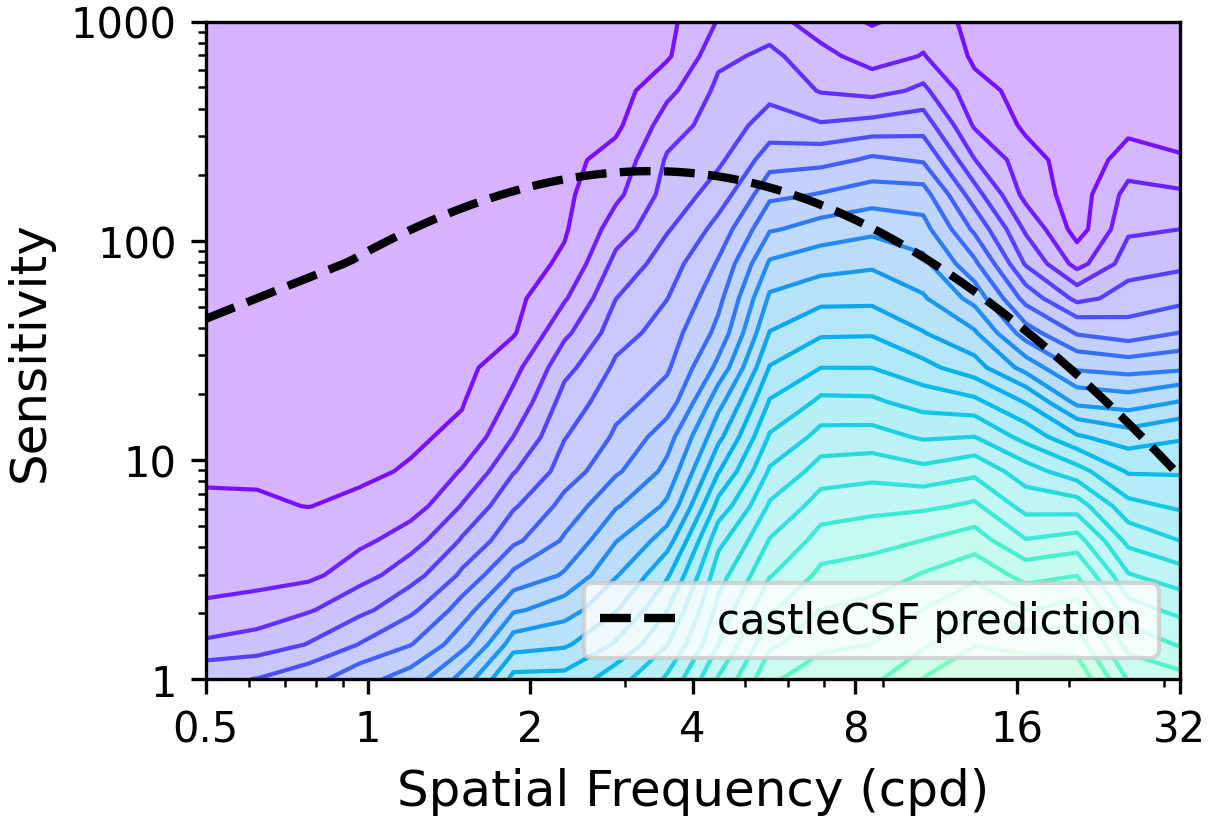 1000
100
10
1
Sensitivity
castleCSF prediction
0.5 1 2 4 8 16 32
Spatial Frequency (cpd)